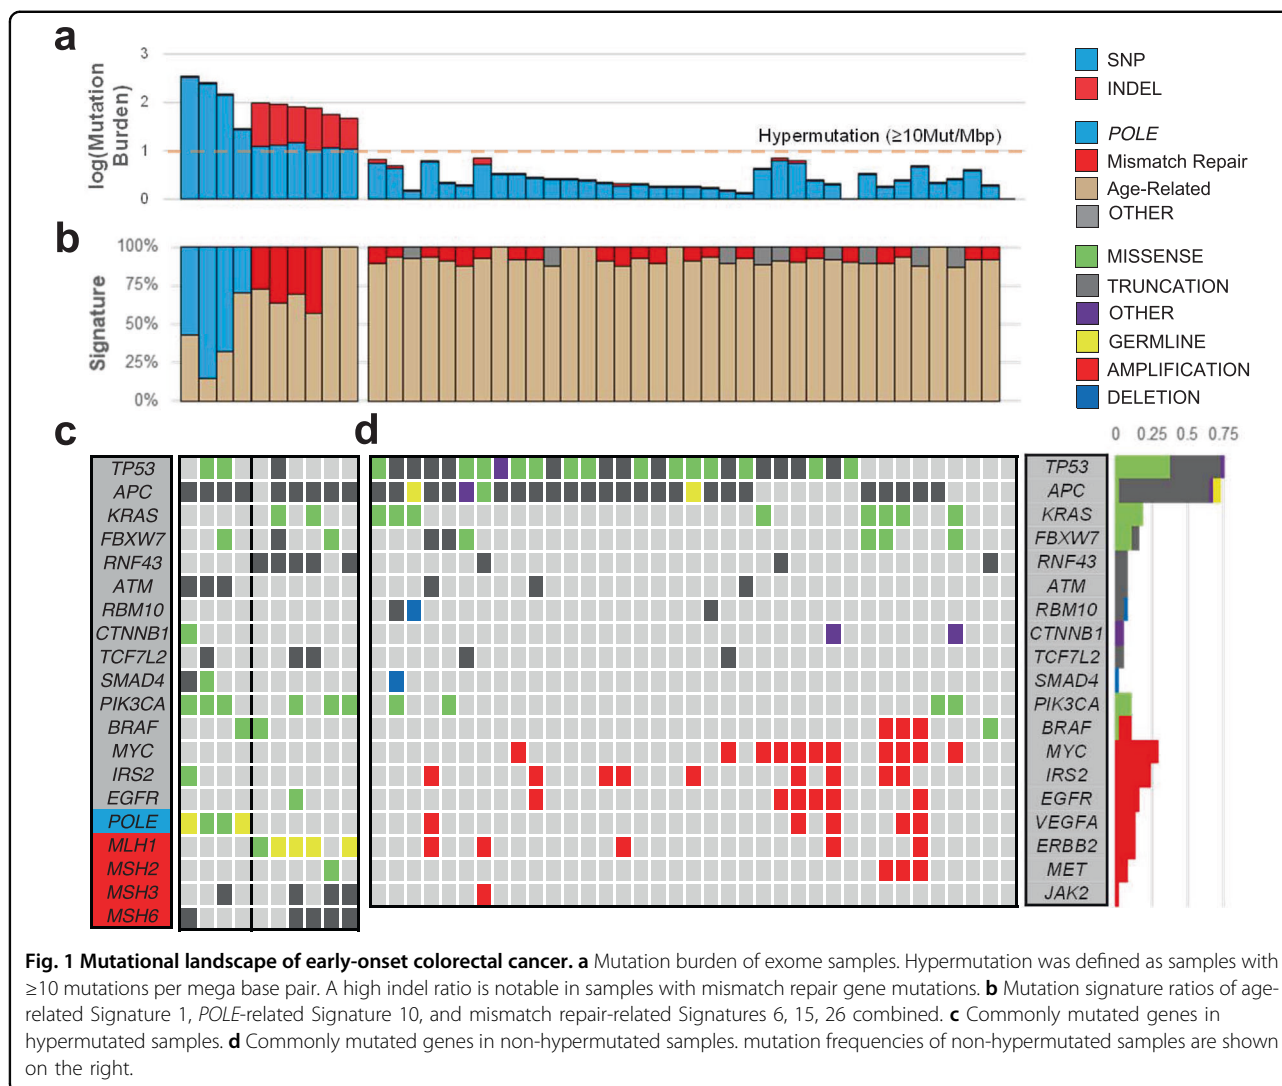 a
log(Mutation
Burden)
3
2
1
0
Hypermutation (≥10Mut/Mbp)
SNP
INDEL
POLE
Mismatch Repair
Age-Related
OTHER
MISSENSE
TRUNCATION
OTHER
GERMLINE
AMPLIFICATION
DELETION
b
Signature
100%
75%
50%
25%
0%
c
TP53
APC
KRAS
FBXW7
RNF43
ATM
RBM10
CTNNB1
TCF7L2
SMAD4
PIK3CA
BRAF
MYC
IRS2
EGFR
POLE
MLH1
MSH2
MSH3
MSH6
d
0 0.25 0.5 0.75
TP53
APC
KRAS
FBXW7
RNF43
ATM
RBM10
CTNNB1
TCF7L2
SMAD4
PIK3CA
BRAF
MYC
IRS2
EGFR
VEGFA
ERBB2
MET
JAK2
Fig. 1 Mutational landscape of early-onset colorectal cancer. a Mutation burden of exome samples. Hypermutation was defined as samples with
≥10 mutations per mega base pair. A high indel ratio is notable in samples with mismatch repair gene mutations. b Mutation signature ratios of age-
related Signature 1, POLE-related Signature 10, and mismatch repair-related Signatures 6, 15, 26 combined. c Commonly mutated genes in
hypermutated samples. d Commonly mutated genes in non-hypermutated samples. mutation frequencies of non-hypermutated samples are shown
on the right.